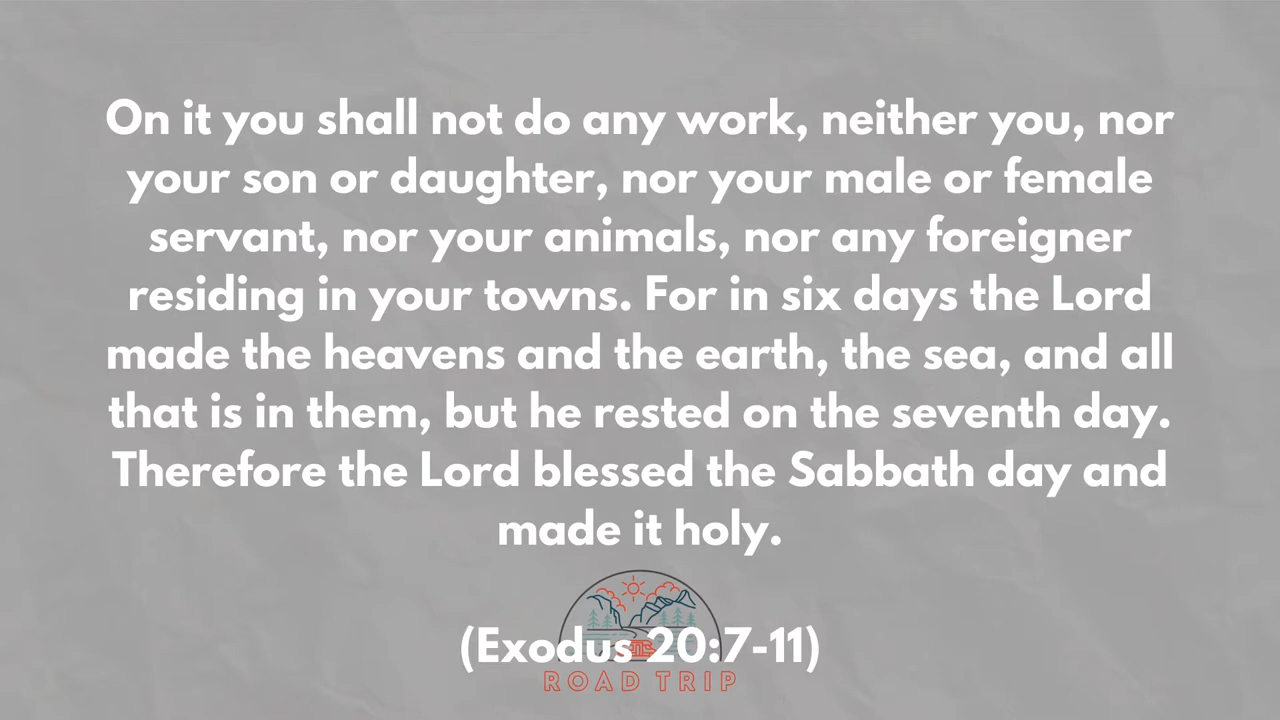 On it you shall not do any work, neither you, nor
your son or daughter, nor your male or female
servant, nor your animals, nor any foreigner
residing in your towns. For in six days the Lord
made the heavens and the earth, the sea, and all
that is in them, but he rested on the seventh day.
Therefore the Lord blessed the Sabbath day and
made it holy.
(Exodus 20:7-11)
ROAD TRIP